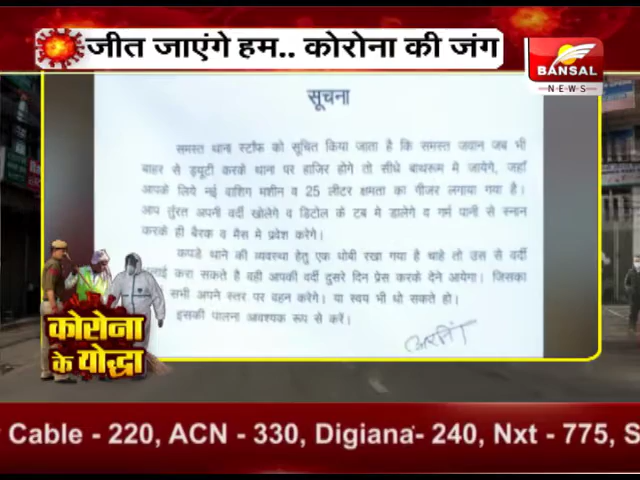 जीत जाएंगे हम.. कोरोना की जंग
BANSAL
NEWS
सूचना
समस्त थाना स्टॉफ को सूचित किया जाता है कि समस्त जवान जब भी
बाहर से ड्यूटी करके थाना पर हाजिर होगे तो सीधे बाथरूम मे जायेगे, जहाँ
आपके लिये नई वाशिग मशीन व 25 लीटर क्षमता का गीजर लगाया गया है।
आप तुंरत अपनी वर्दी खोलेगे व डिटोल के टब मे डालेगे व गर्म पानी से स्नान
करके ही बैरक व मैस मे प्रवेश करेगे।
कपडे धोने की व्यवस्था हेतु एक धोबी रखा गया है चाहे तो उस से वर्दी
लाई करा सकते है वही आपकी वर्दी दुसरे दिन प्रेस करके देने आयेगा। जिसका
सभी अपने स्तर पर वहन करेगे। या स्वय भी धो सकते हो।
इसकी पालना आवश्यक रूप से करें।
कोरोना
के योद्धा
Cable - 220, ACN - 330, Digiana- 240, Nxt - 775, S